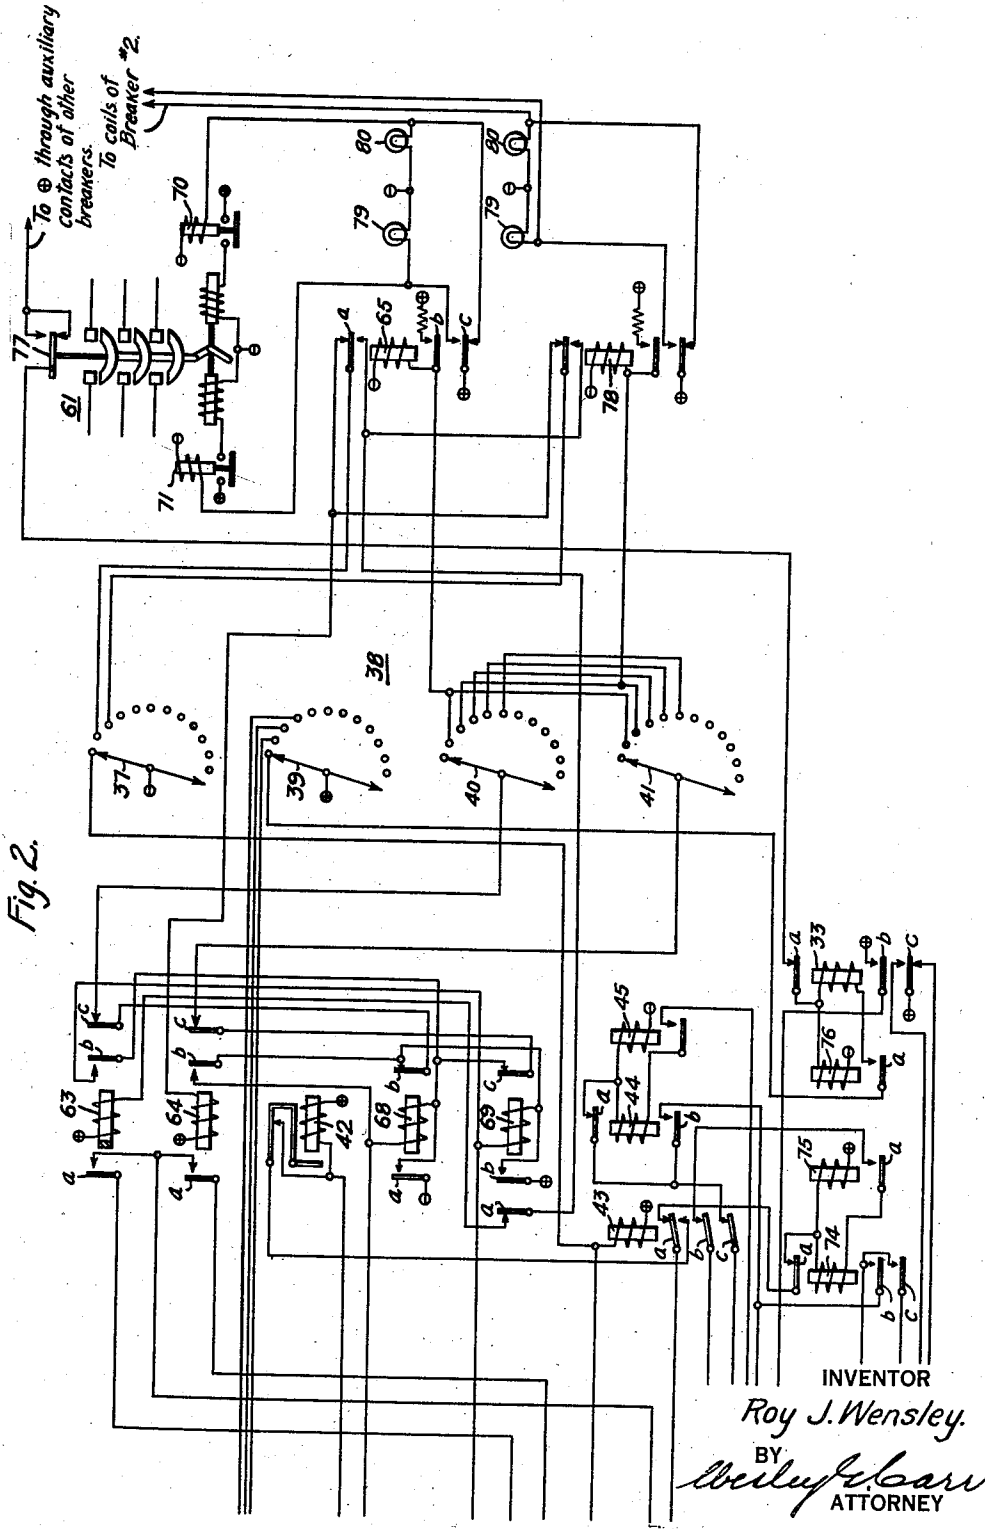 To ⊕ through auxiliary
contacts of other
breakers.
To coils of
Breaker #2.
77
61
70
71
80
79
80
79
a
65
b
c
78
38
37
39
40
41
Fig. 2.
c
b
63
a
c
b
64
a
42
b
68
a
c
69
b
a
45
a
44
b
43
a
b
c
a
33
b
c
76
a
75
a
a
74
b
c
INVENTOR
Roy J. Wensley.
BY
Wesley G. Carr
ATTORNEY